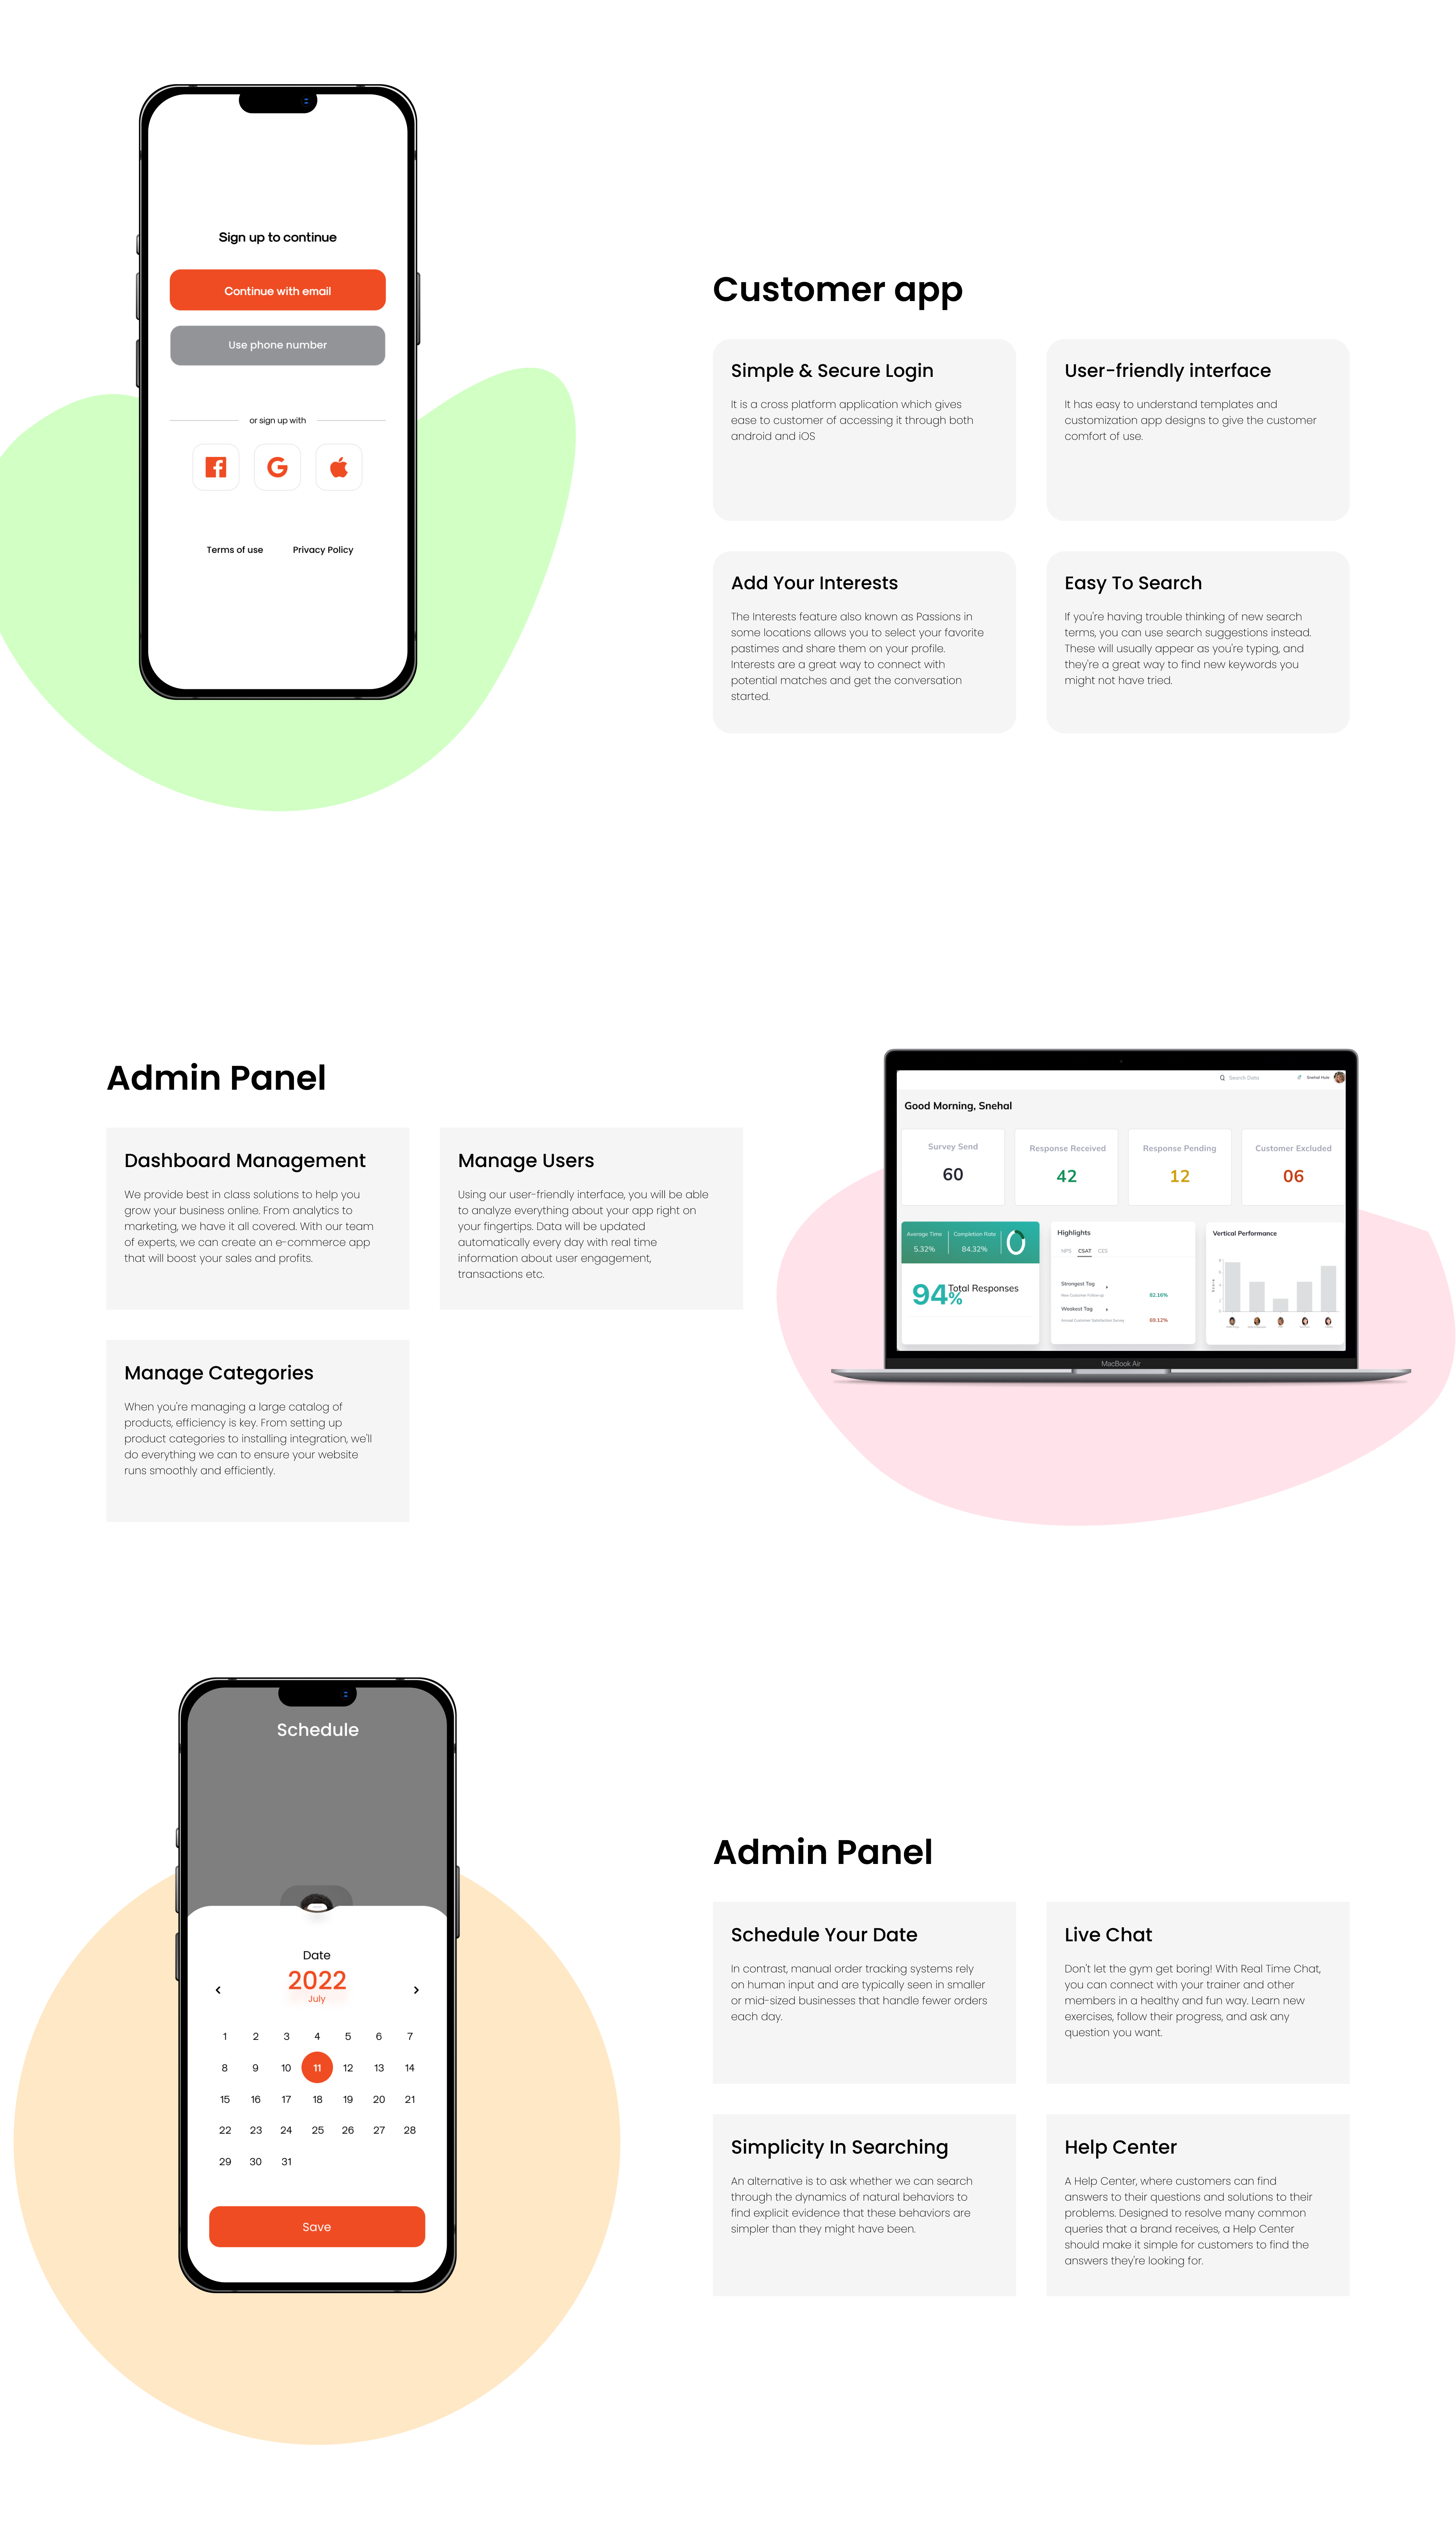 Sign up to continue
Continue with email
Use phone number
or sign up with
Terms of use
Privacy Policy
Customer app
Simple & Secure Login
It is a cross platform application which gives
ease to customer of accessing it through both
android and iOS
User-friendly interface
It has easy to understand templates and
customization app designs to give the customer
comfort of use.
Add Your Interests
The Interests feature also known as Passions in
some locations allows you to select your favorite
pastimes and share them on your profile.
Interests are a great way to connect with
potential matches and get the conversation
started.
Easy To Search
If you're having trouble thinking of new search
terms, you can use search suggestions instead.
These will usually appear as you're typing, and
they're a great way to find new keywords you
might not have tried.
Admin Panel
Dashboard Management
We provide best in class solutions to help you
grow your business online. From analytics to
marketing, we have it all covered. With our team
of experts, we can create an e-commerce app
that will boost your sales and profits.
Manage Users
Using our user-friendly interface, you will be able
to analyze everything about your app right on
your fingertips. Data will be updated
automatically every day with real time
information about user engagement,
transactions etc.
Manage Categories
When you're managing a large catalog of
products, efficiency is key. From setting up
product categories to installing integration, we'll
do everything we can to ensure your website
runs smoothly and efficiently.
Search Data
Good Morning, Snehal
Survey Send
60
Response Received
42
Response Pending
12
Customer Excluded
06
Average Time
5.32%
Completion Rate
84.32%
94%
Total Responses
Highlights
NPS CSAT CES
Strongest Tag
New Customer Follow-up
82.16%
Weakest Tag
Annual Customer Satisfaction Survey
69.12%
Vertical Performance
MacBook Air
Schedule
Date
2022
July
1 2 3 4 5 6 7
8 9 10 11 12 13 14
15 16 17 18 19 20 21
22 23 24 25 26 27 28
29 30 31
Save
Admin Panel
Schedule Your Date
In contrast, manual order tracking systems rely
on human input and are typically seen in smaller
or mid-sized businesses that handle fewer orders
each day.
Live Chat
Don't let the gym get boring! With Real Time Chat,
you can connect with your trainer and other
members in a healthy and fun way. Learn new
exercises, follow their progress, and ask any
question you want.
Simplicity In Searching
An alternative is to ask whether we can search
through the dynamics of natural behaviors to
find explicit evidence that these behaviors are
simpler than they might have been.
Help Center
A Help Center, where customers can find
answers to their questions and solutions to their
problems. Designed to resolve many common
queries that a brand receives, a Help Center
should make it simple for customers to find the
answers they're looking for.